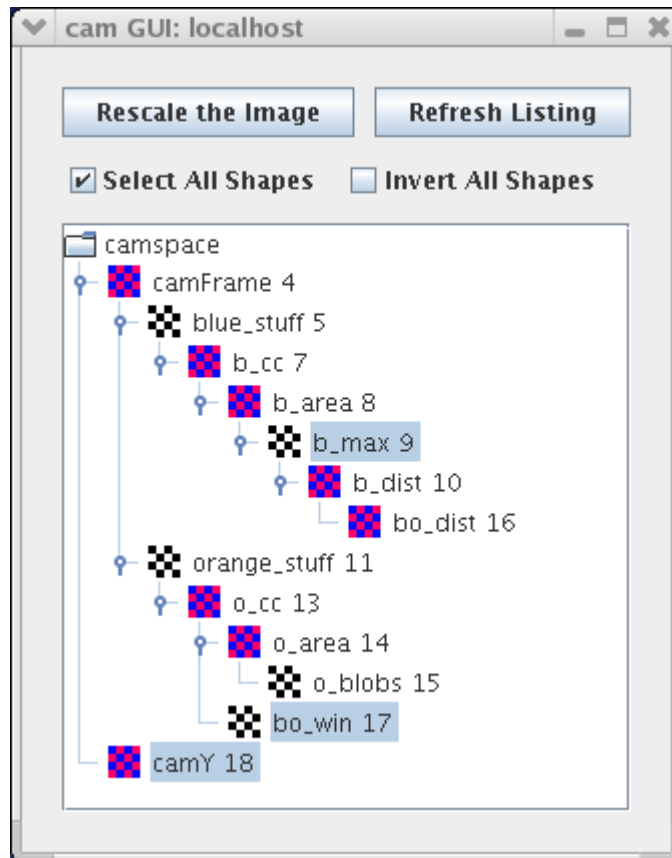 cam GUI: localhost
Rescale the Image Refresh Listing
Select All Shapes Invert All Shapes
camspace
camFrame 4
blue_stuff 5
b_cc 7
b_area 8
b_max 9
b_dist 10
bo_dist 16
orange_stuff 11
o_cc 13
o_area 14
o_blobs 15
bo_win 17
camY 18